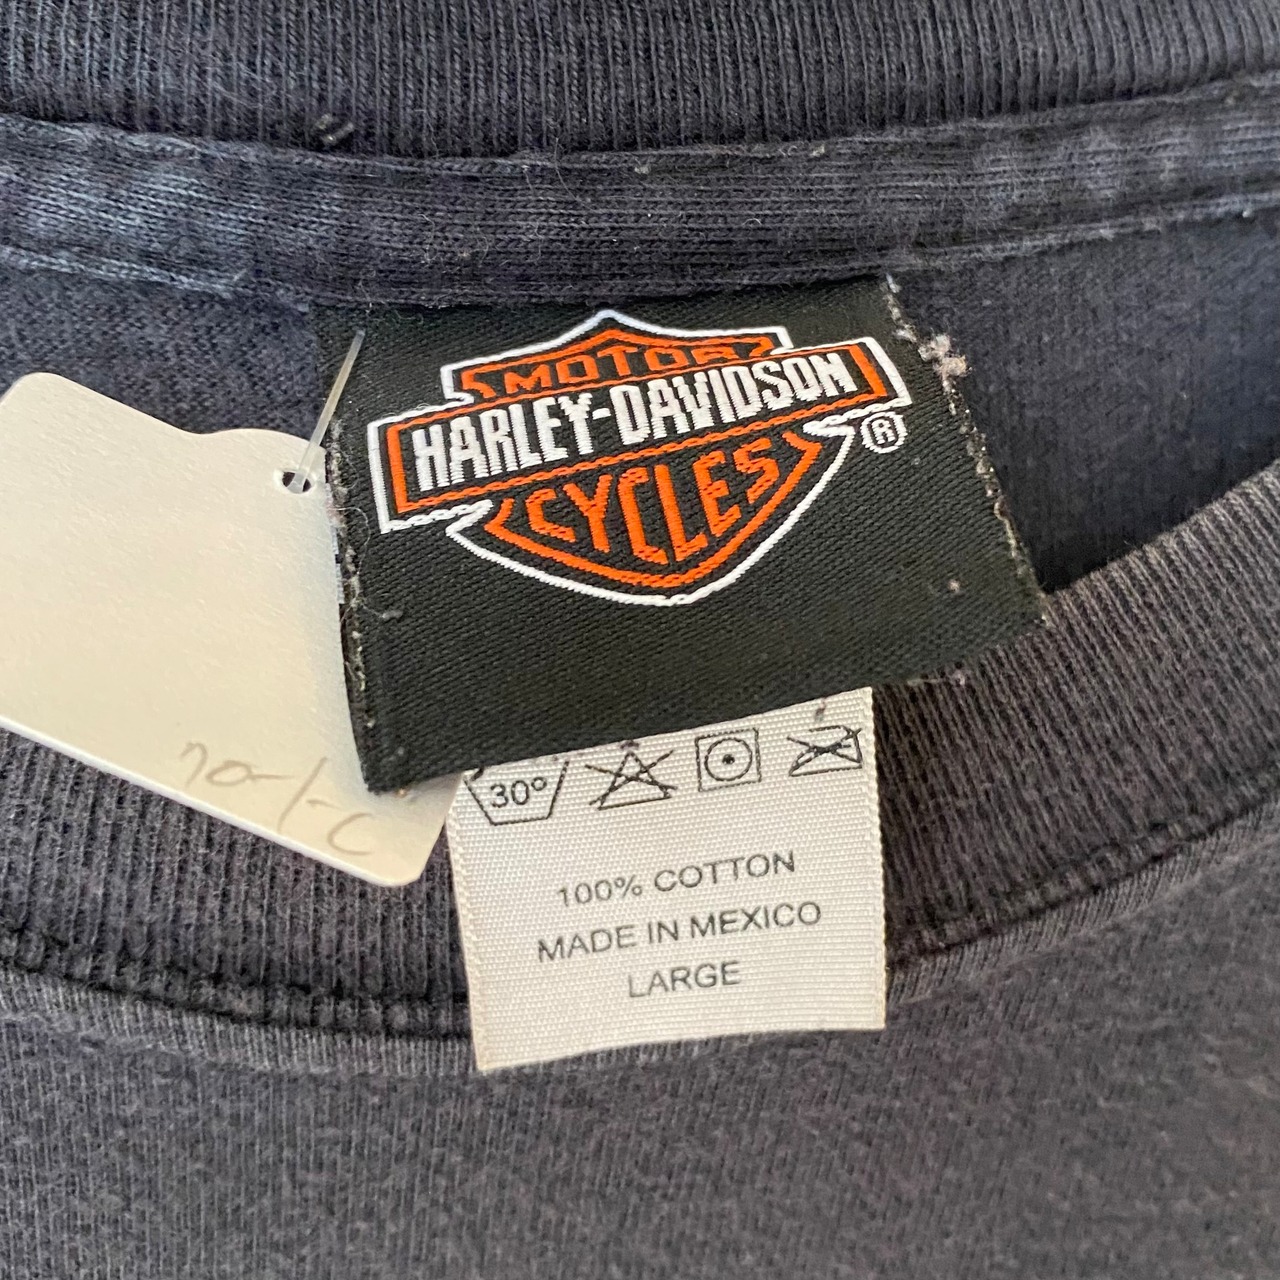 MOTOR
HARLEY-DAVIDSON
®
CYCLES
30°
100% COTTON
MADE IN MEXICO
LARGE